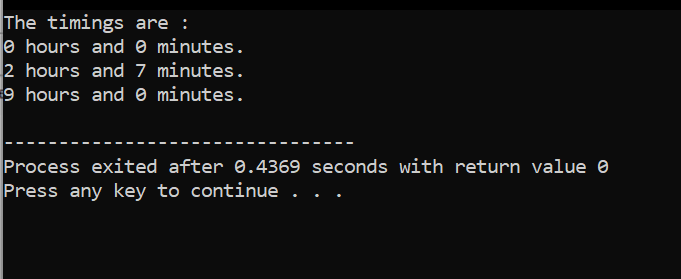 The timings are :
0 hours and 0 minutes.
2 hours and 7 minutes.
9 hours and 0 minutes.
--------------------------------
Process exited after 0.4369 seconds with return value 0
Press any key to continue . . .